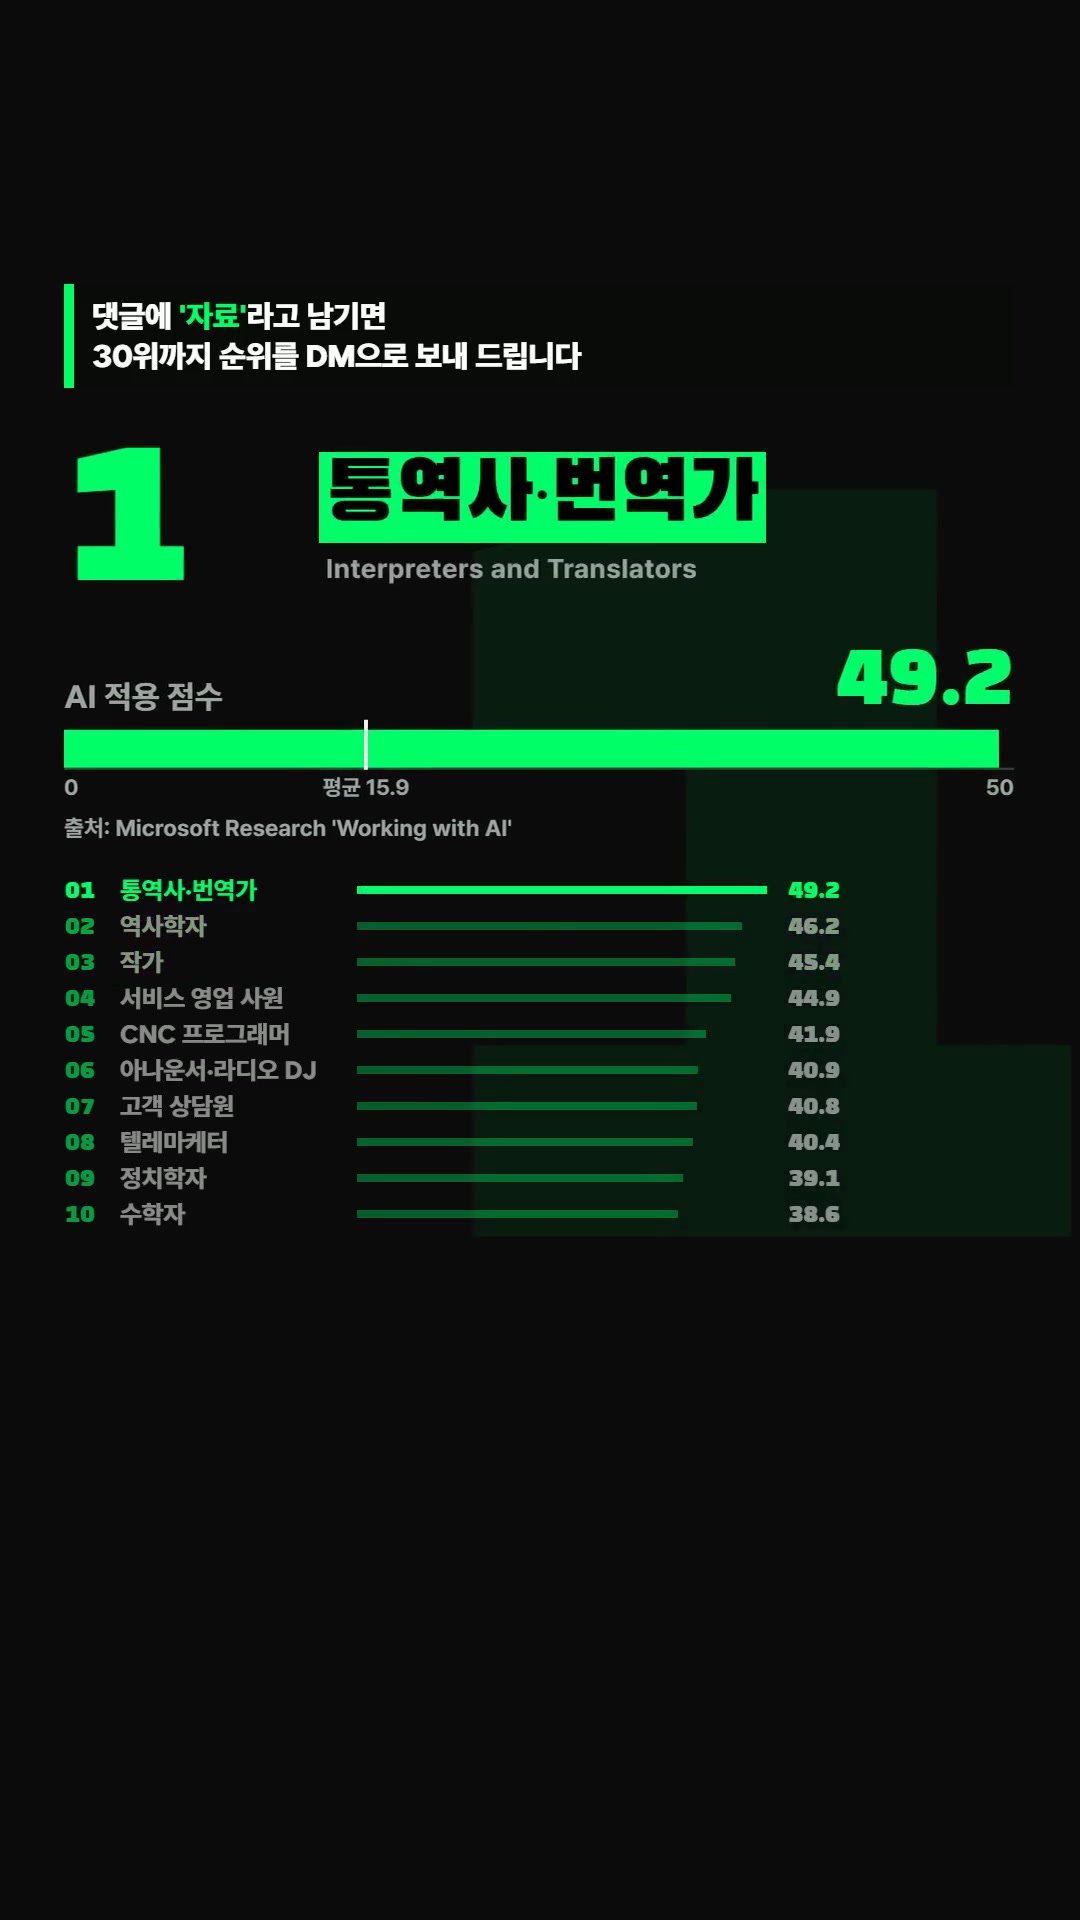 댓글에 '자료'라고 남기면
30위까지 순위를 DM으로 보내 드립니다
1
통역사·번역가
Interpreters and Translators
AI 적용 점수
49.2
0 평균 15.9 50
출처: Microsoft Research 'Working with AI'
01 통역사·번역가 49.2
02 역사학자 46.2
03 작가 45.4
04 서비스 영업 사원 44.9
05 CNC 프로그래머 41.9
06 아나운서·라디오 DJ 40.9
07 고객 상담원 40.8
08 텔레마케터 40.4
09 정치학자 39.1
10 수학자 38.6